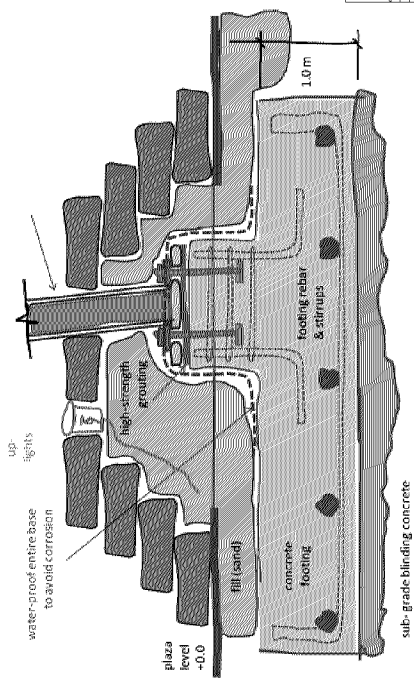 up-
lights
water-proof entire base
to avoid corrosion
high-strength
grouting
plaza
level
+0.0
fill (sand)
concrete
footing
footing rebar
& stirrups
1.0 m
sub- grade blinding concrete